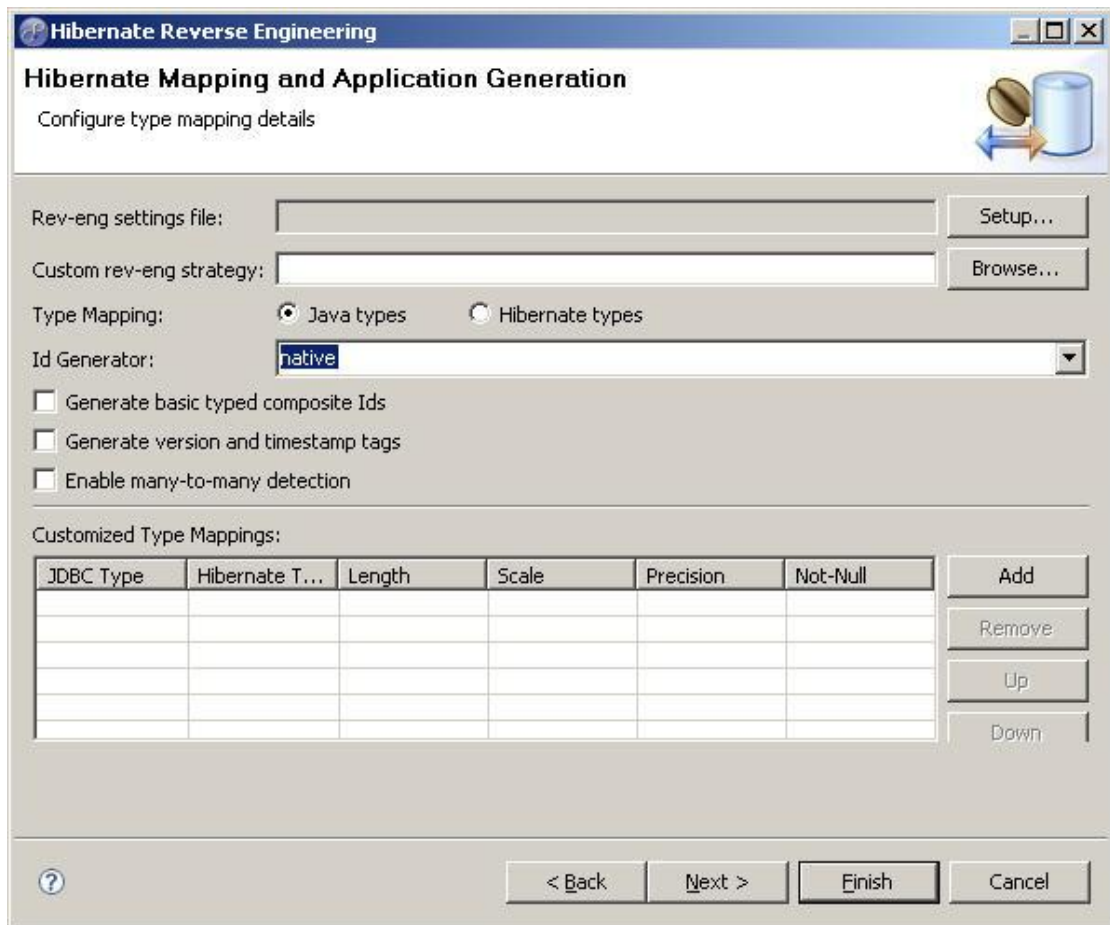 Hibernate Reverse Engineering
Hibernate Mapping and Application Generation
Configure type mapping details
Rev-eng settings file: Setup...
Custom rev-eng strategy: Browse...
Type Mapping: Java types Hibernate types
Id Generator: native
Generate basic typed composite Ids
Generate version and timestamp tags
Enable many-to-many detection
Customized Type Mappings:
JDBC Type Hibernate T... Length Scale Precision Not-Null Add
Remove
Up
Down
? < Back Next > Finish Cancel